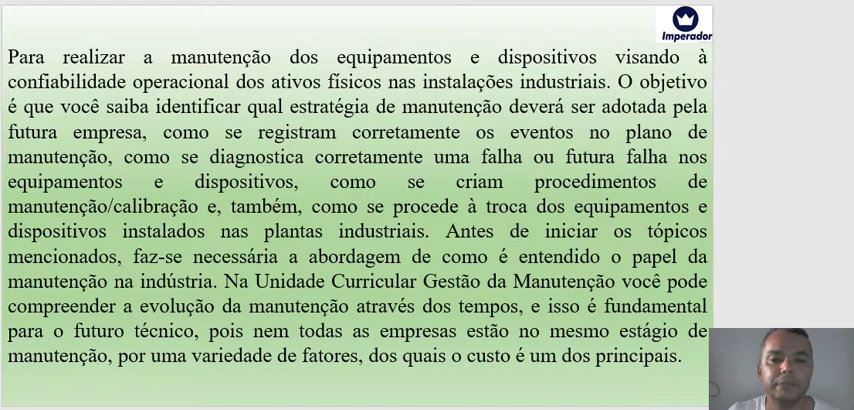 Imperador
Para realizar a manutenção dos equipamentos e dispositivos visando à
confiabilidade operacional dos ativos físicos nas instalações industriais. O objetivo
é que você saiba identificar qual estratégia de manutenção deverá ser adotada pela
futura empresa, como se registram corretamente os eventos no plano de
manutenção, como se diagnostica corretamente uma falha ou futura falha nos
equipamentos e dispositivos, como se criam procedimentos de
manutenção/calibração e, também, como se procede à troca dos equipamentos e
dispositivos instalados nas plantas industriais. Antes de iniciar os tópicos
mencionados, faz-se necessária a abordagem de como é entendido o papel da
manutenção na indústria. Na Unidade Curricular Gestão da Manutenção você pode
compreender a evolução da manutenção através dos tempos, e isso é fundamental
para o futuro técnico, pois nem todas as empresas estão no mesmo estágio de
manutenção, por uma variedade de fatores, dos quais o custo é um dos principais.